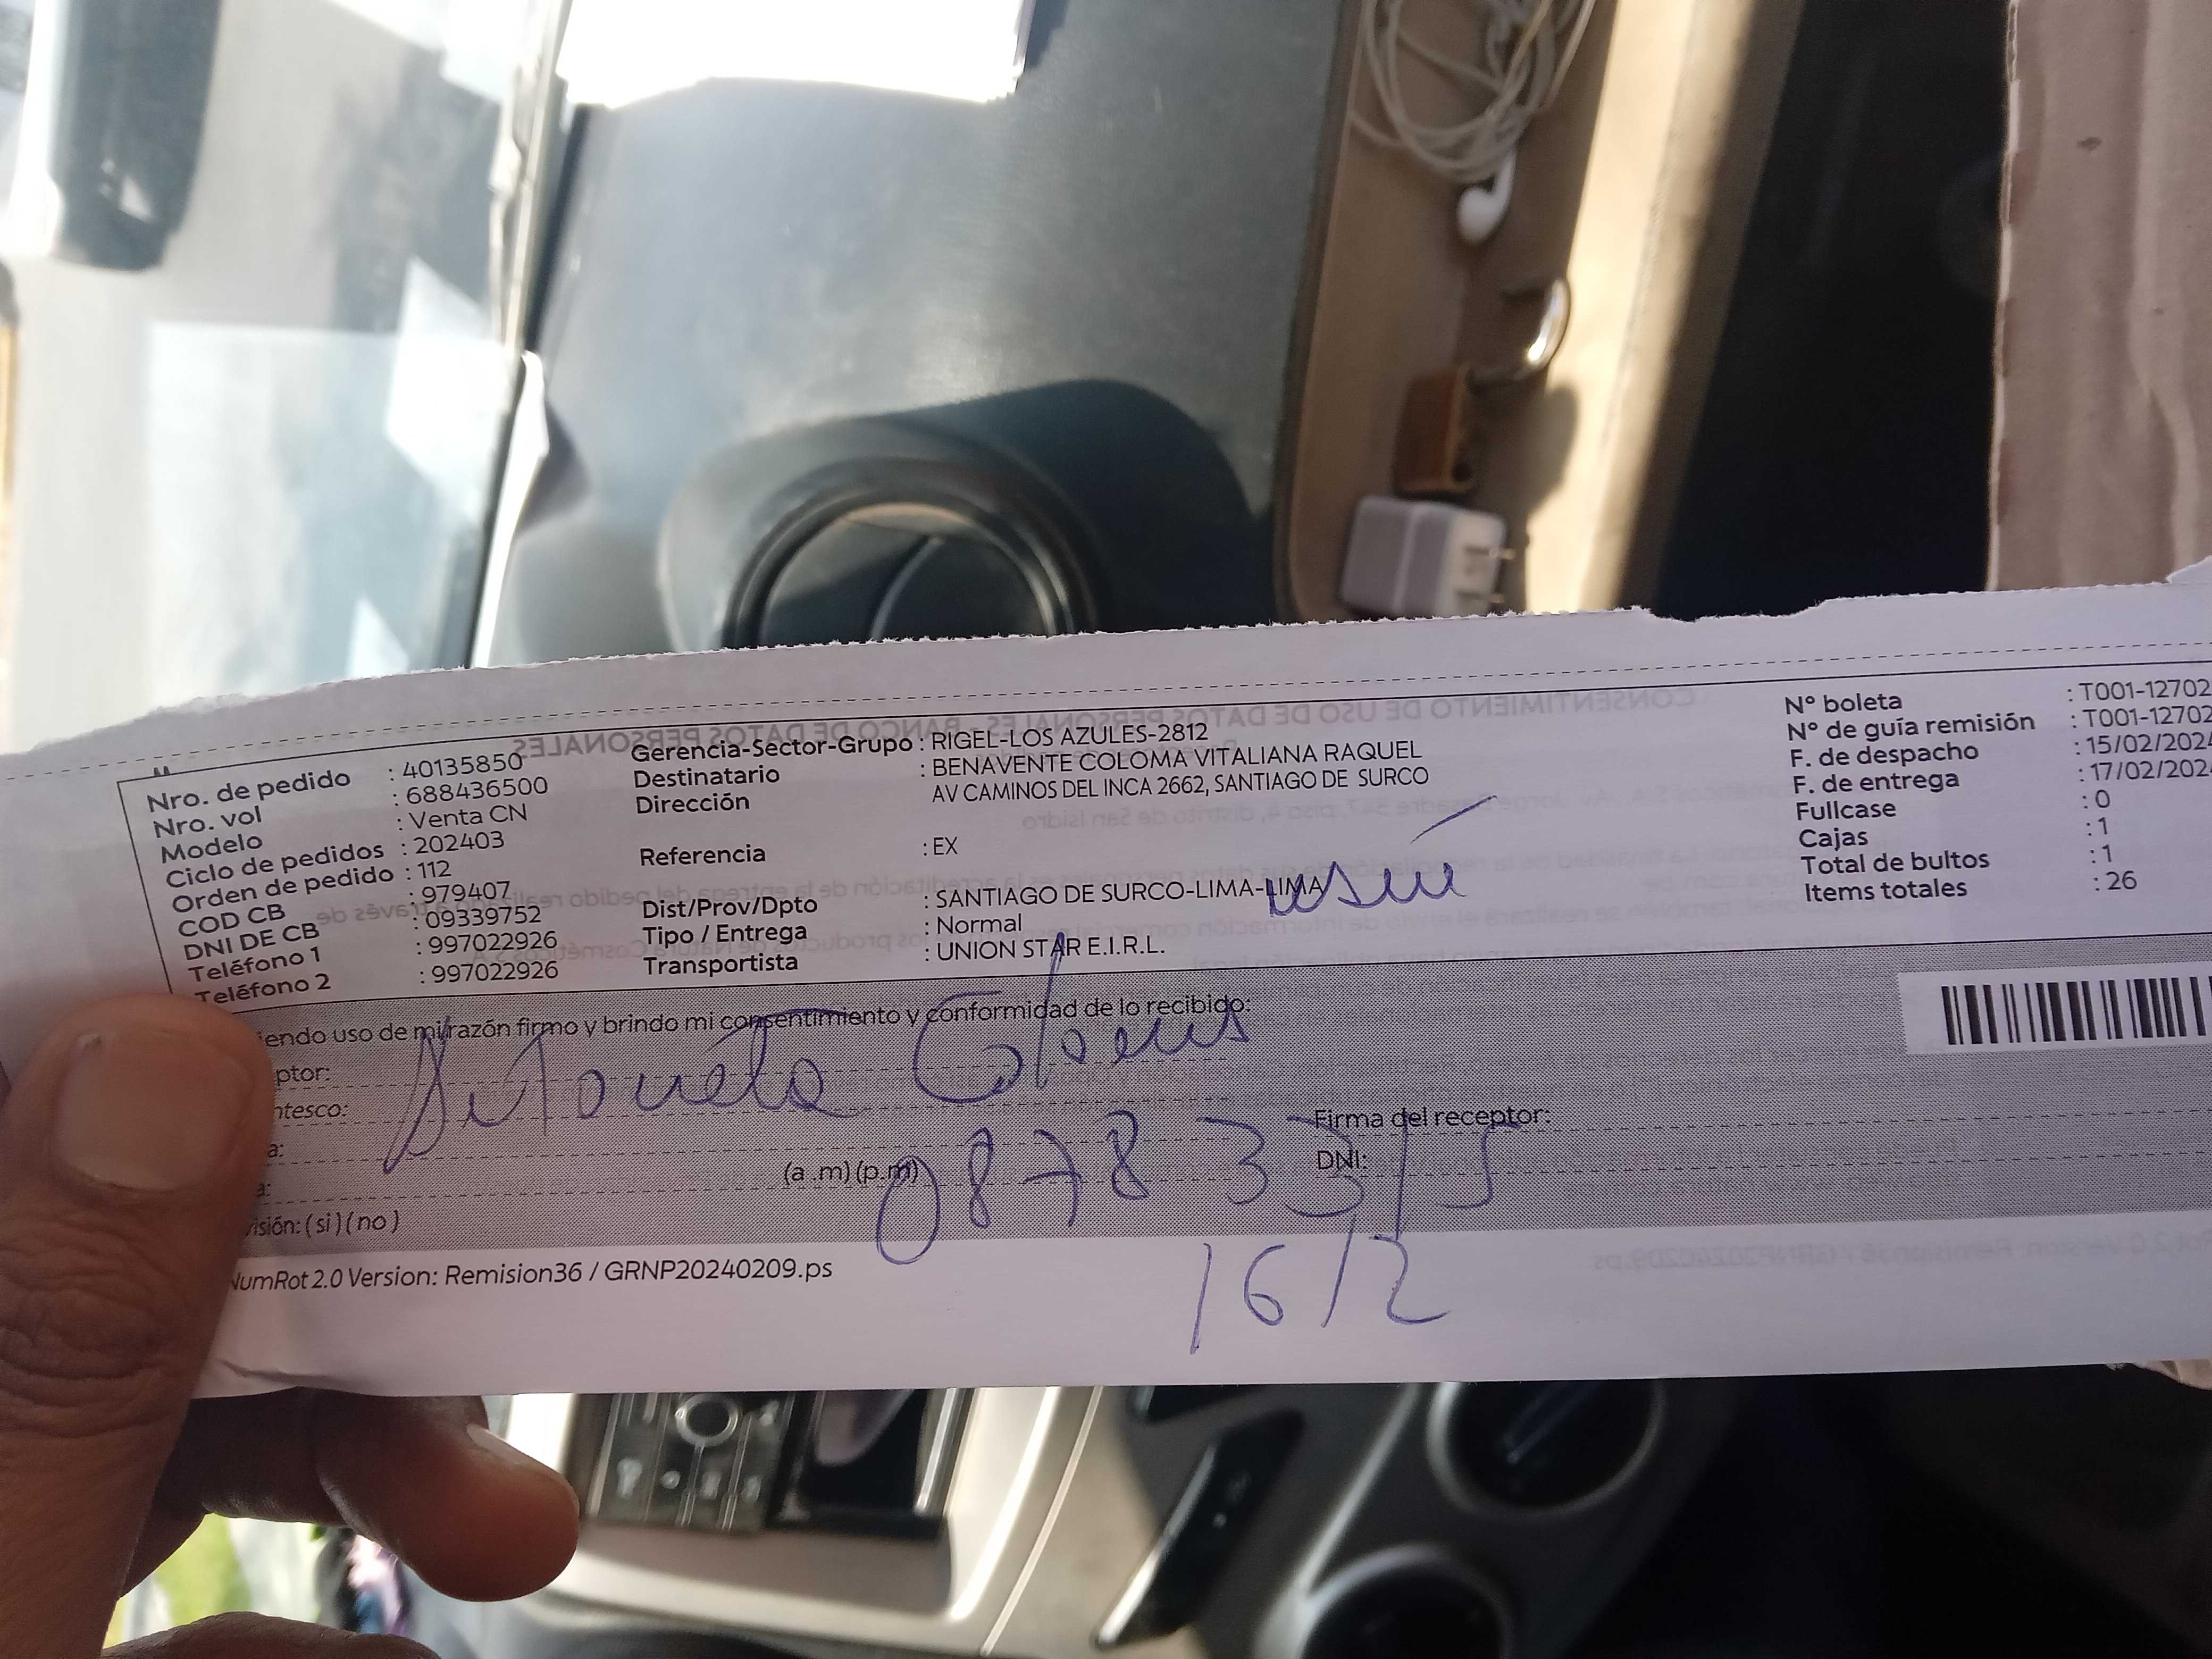 Nro. de pedido : 40135850
Nro. vol : 688436500
Modelo : Venta CN
Ciclo de pedidos : 202403
Orden de pedido : 112
COD CB : 979407
DNI DE CB : 09339752
Teléfono 1 : 997022926
Teléfono 2 : 997022926
Gerencia-Sector-Grupo : RIGEL-LOS AZULES-2812
Destinatario : BENAVENTE COLOMA VITALIANA RAQUEL
Dirección AV CAMINOS DEL INCA 2662, SANTIAGO DE SURCO
Referencia : EX
Dist/Prov/Dpto : SANTIAGO DE SURCO-LIMA-LIMA
Tipo / Entrega : Normal
Transportista : UNION STAR E.I.R.L.
N° boleta : T001-12702
N° de guía remisión : T001-12702
F. de despacho : 15/02/2024
F. de entrega : 17/02/202
Fullcase : 0
Cajas : 1
Total de bultos : 1
Items totales : 26
iendo uso de mi razón firmo y brindo mi consentimiento y conformidad de lo recibido:
ptor:
ntesco:
a:
a: (a .m) (p.m)
isión: ( si ) ( no )
Firma del receptor:
DNI:
08783315
16/2
NumRot 2.0 Version: Remision36 / GRNP20240209.ps